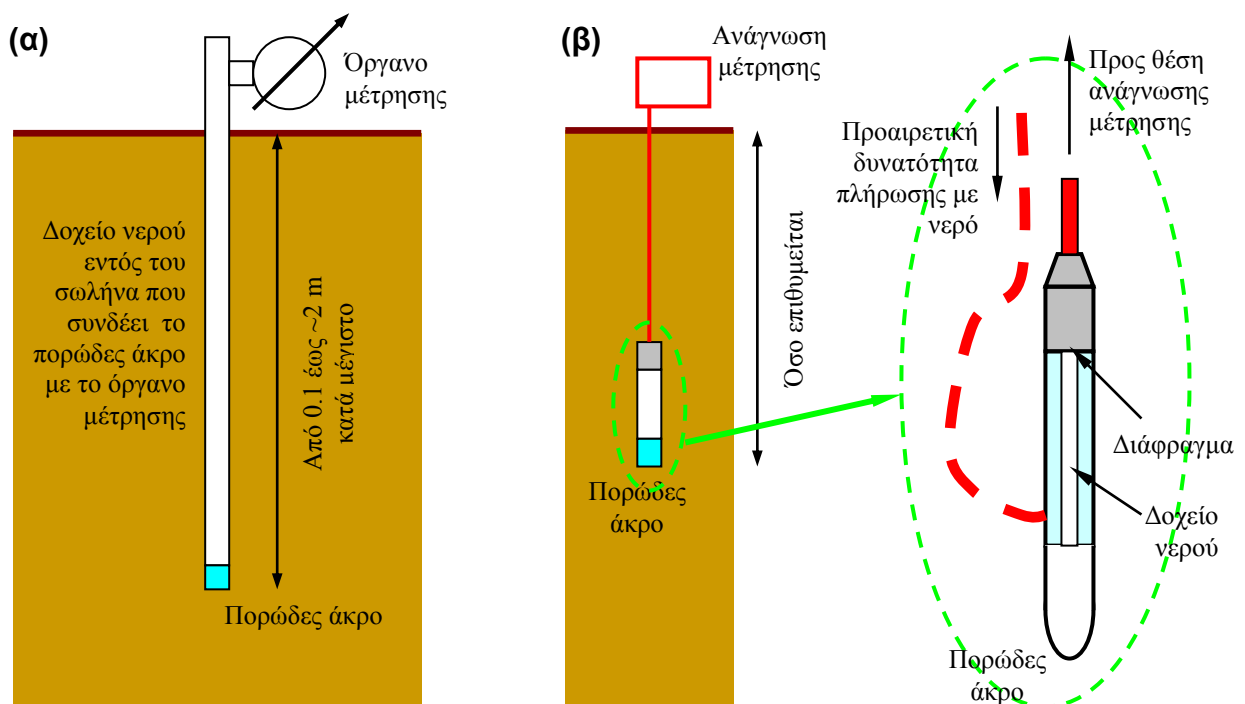 (α)
Όργανο
μέτρησης
Δοχείο νερού
εντός του
σωλήνα που
συνδέει το
πορώδες άκρο
με το όργανο
μέτρησης
Από 0.1 έως ~2 m
κατά μέγιστο
Πορώδες άκρο
(β)
Ανάγνωση
μέτρησης
Όσο επιθυμείται
Πορώδες
άκρο
Προς θέση
ανάγνωσης
μέτρησης
Προαιρετική
δυνατότητα
πλήρωσης με
νερό
Διάφραγμα
Δοχείο
νερού
Πορώδες
άκρο